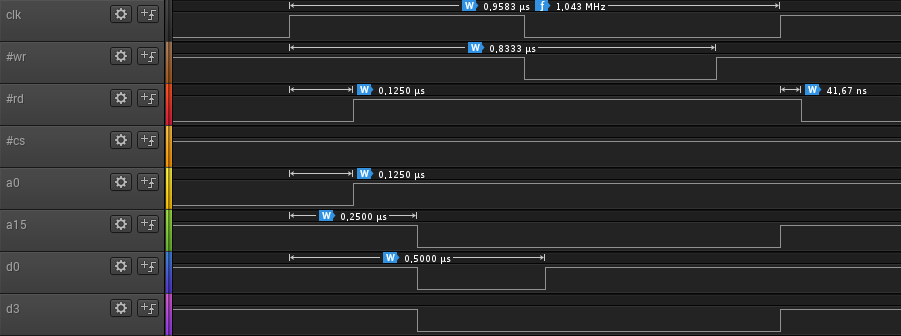 clk +ʃ W 0,9583 µs f 1,043 MHz
#wr +ʃ W 0,8333 µs
#rd +ʃ W 0,1250 µs W 41,67 ns
#cs +ʃ
a0 +ʃ W 0,1250 µs
a15 +ʃ W 0,2500 µs
d0 +ʃ W 0,5000 µs
d3 +ʃ